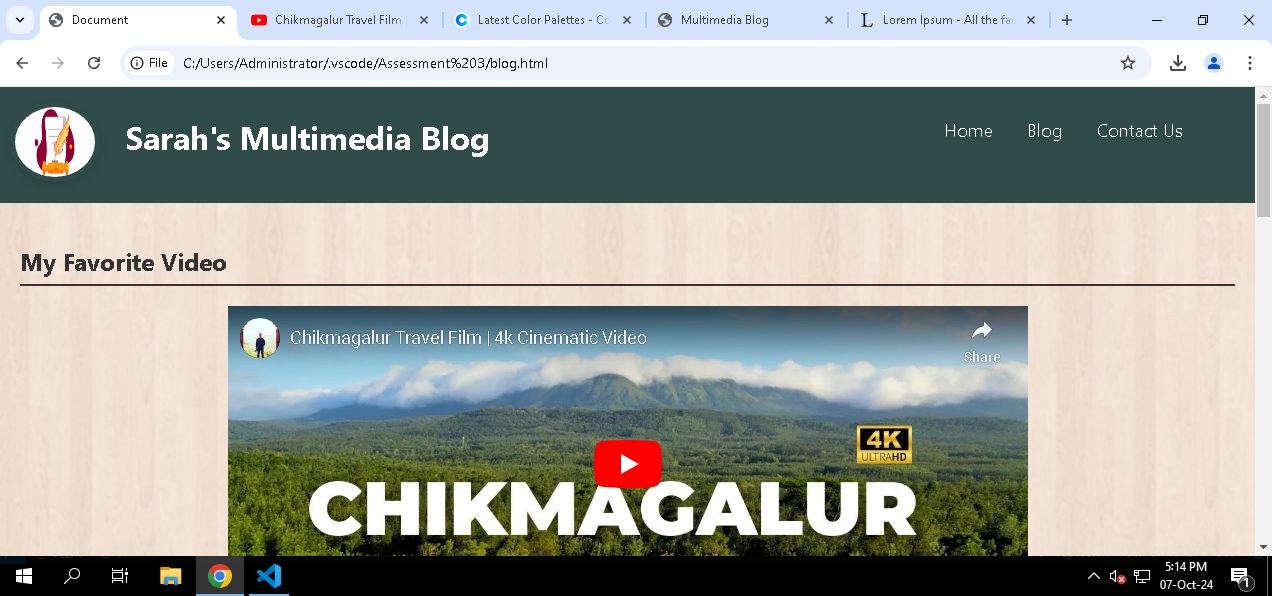 Document
Chikmagalur Travel Film
Latest Color Palettes - Co
Multimedia Blog
Lorem Ipsum - All the fac
File
C:/Users/Administrator/.vscode/Assessment%203/blog.html
Sarah's Multimedia Blog
Home
Blog
Contact Us
My Favorite Video
Chikmagalur Travel Film | 4k Cinematic Video
Share
4K
ULTRAHD
CHIKMAGALUR
5:14 PM
07-Oct-24
1